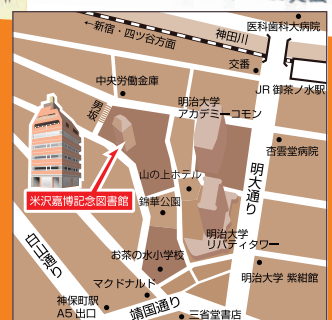 ←新宿・四ツ谷方面
神田川
医科歯科大病院
交番
JR 御茶ノ水駅
中央労働金庫
男坂
明治大学
アカデミーコモン
杏雲堂病院
明大通り
山の上ホテル
米沢嘉博記念図書館
錦華公園
明治大学
リバティタワー
白山通り
お茶の水小学校
明治大学 紫紺館
マクドナルド
神保町駅
A5 出口
靖国通り
三省堂書店